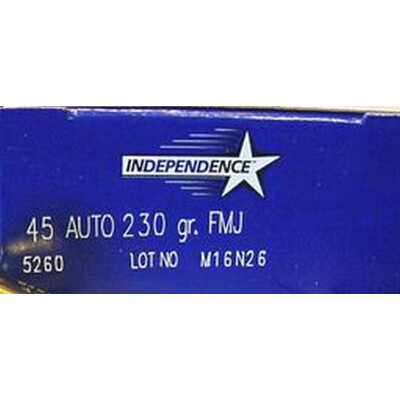 INDEPENDENCE
45 AUTO 230 gr. FMJ
5260 LOT NO M16N26